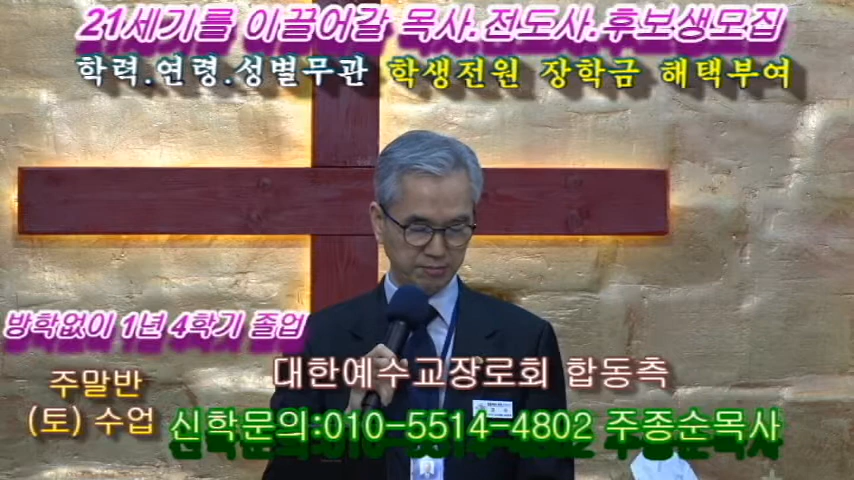 21세기를 이끌어갈 목사.전도사.후보생모집
학력.연령.성별무관 학생전원 장학금 해택부여
방학없이 1년 4학기 졸업
주말반
(토) 수업
대한예수교장로회 합동측
신학문의:010-5514-4802 주종순목사